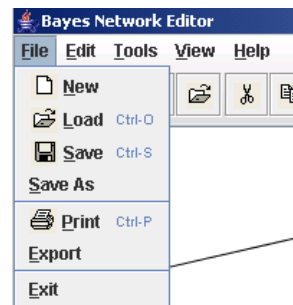 Bayes Network Editor
File Edit Tools View Help
New
Load Ctrl-O
Save Ctrl-S
Save As
Print Ctrl-P
Export
Exit